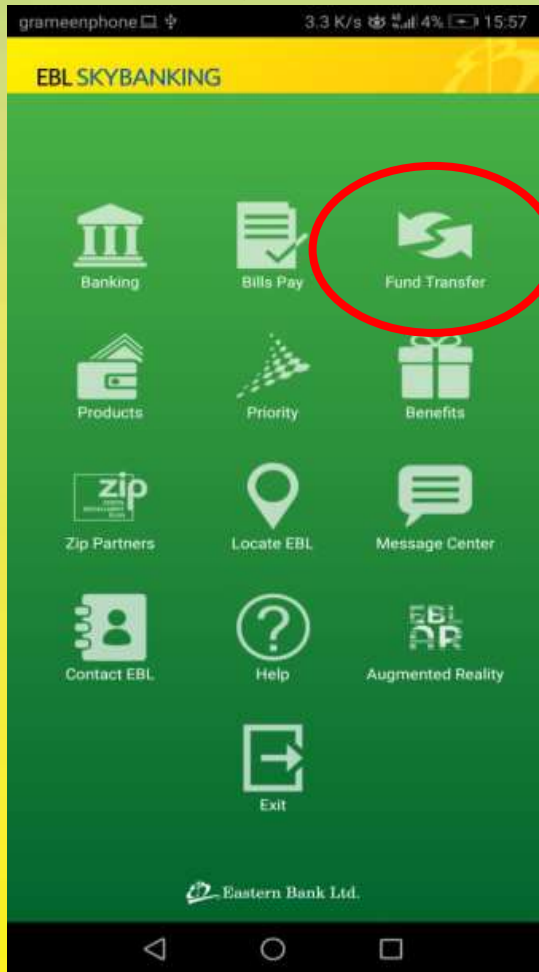 grameenphone 3.3 K/s 4% 15:57
EBL SKYBANKING
Banking Bills Pay Fund Transfer
Products Priority Benefits
zip
Zip Partners Locate EBL Message Center
EBL
AR
Contact EBL Help Augmented Reality
Exit
Eastern Bank Ltd.